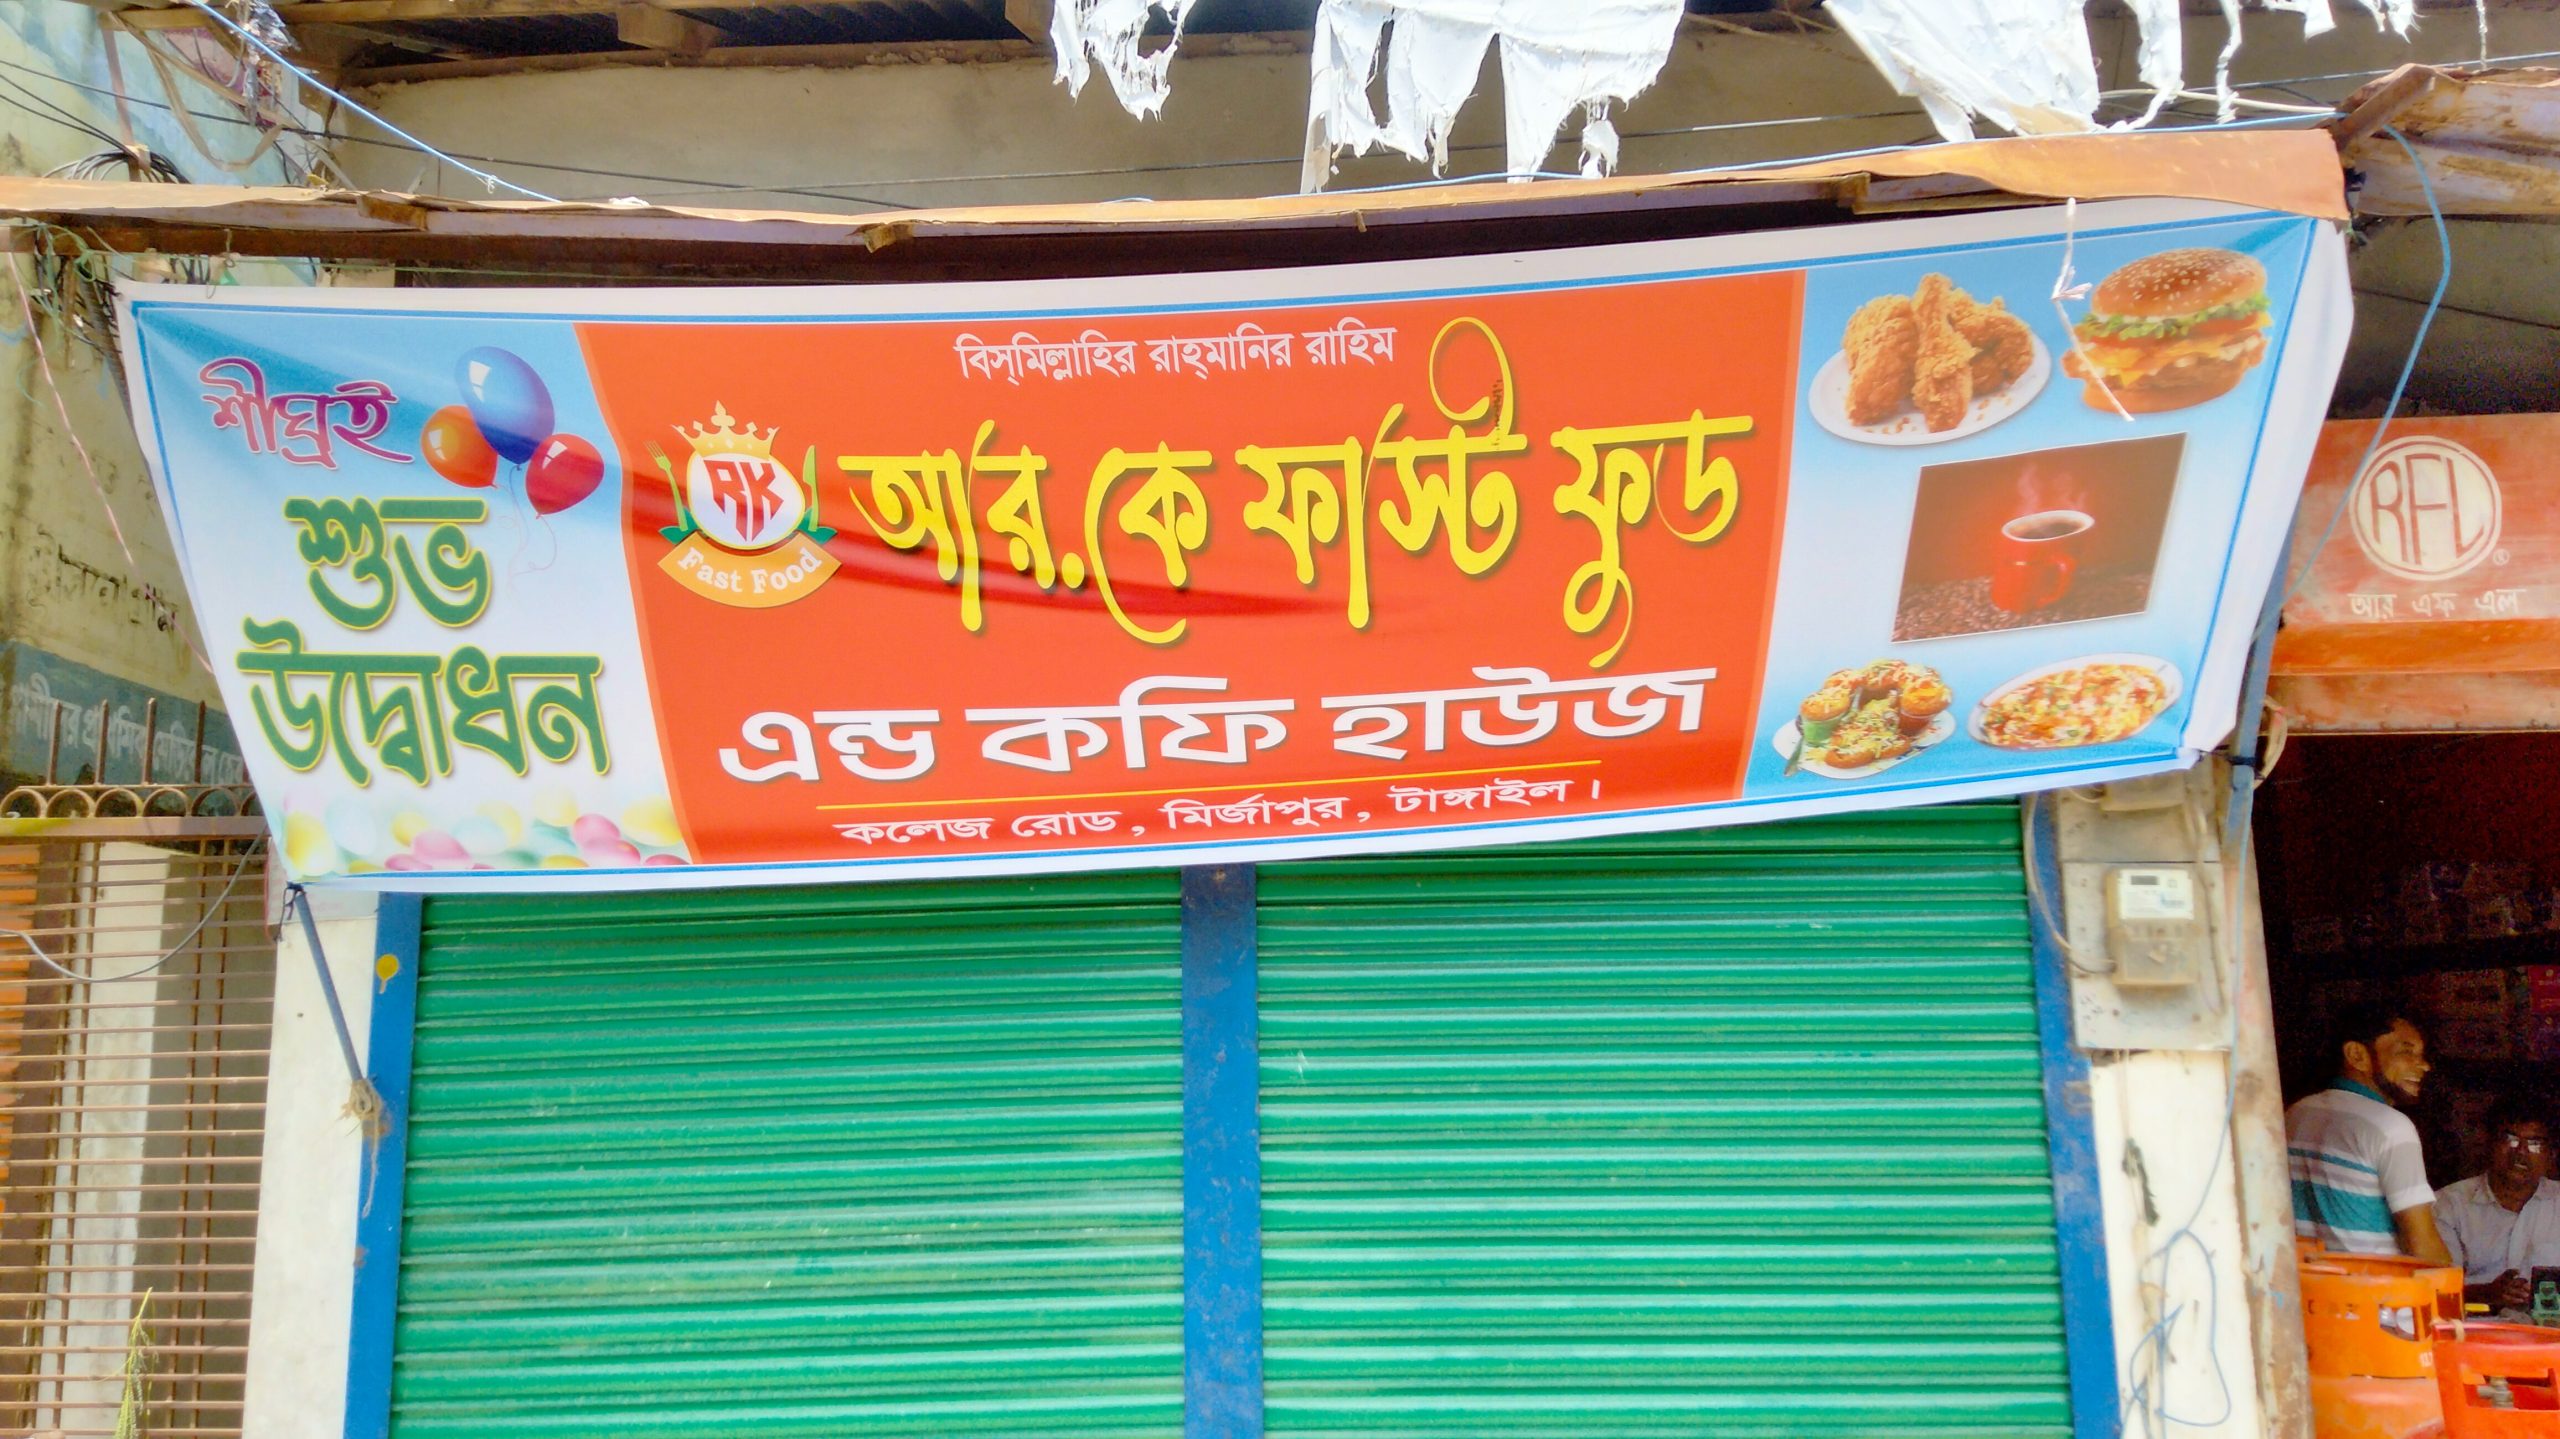 বিস্‌মিল্লাহির রাহ্‌মানির রাহিম
শীঘ্রই
শুভ
উদ্বোধন
RK
Fast Food
আর.কে ফাস্ট ফুড
এন্ড কফি হাউজ
কলেজ রোড, মির্জাপুর, টাঙ্গাইল।
RFL
®
আর এফ এল